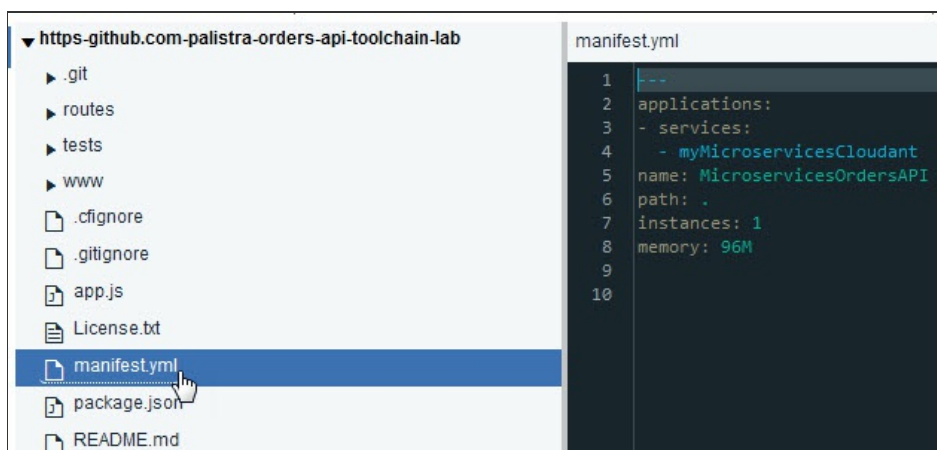 https-github.com-palistra-orders-api-toolchain-lab
.git
routes
tests
www
.cfignore
.gitignore
app.js
License.txt
manifest.yml
package.json
README.md
manifest.yml
1 ---
2 applications:
3 - services:
4   - myMicroservicesCloudant
5 name: MicroservicesOrdersAPI
6 path: .
7 instances: 1
8 memory: 96M
9
10